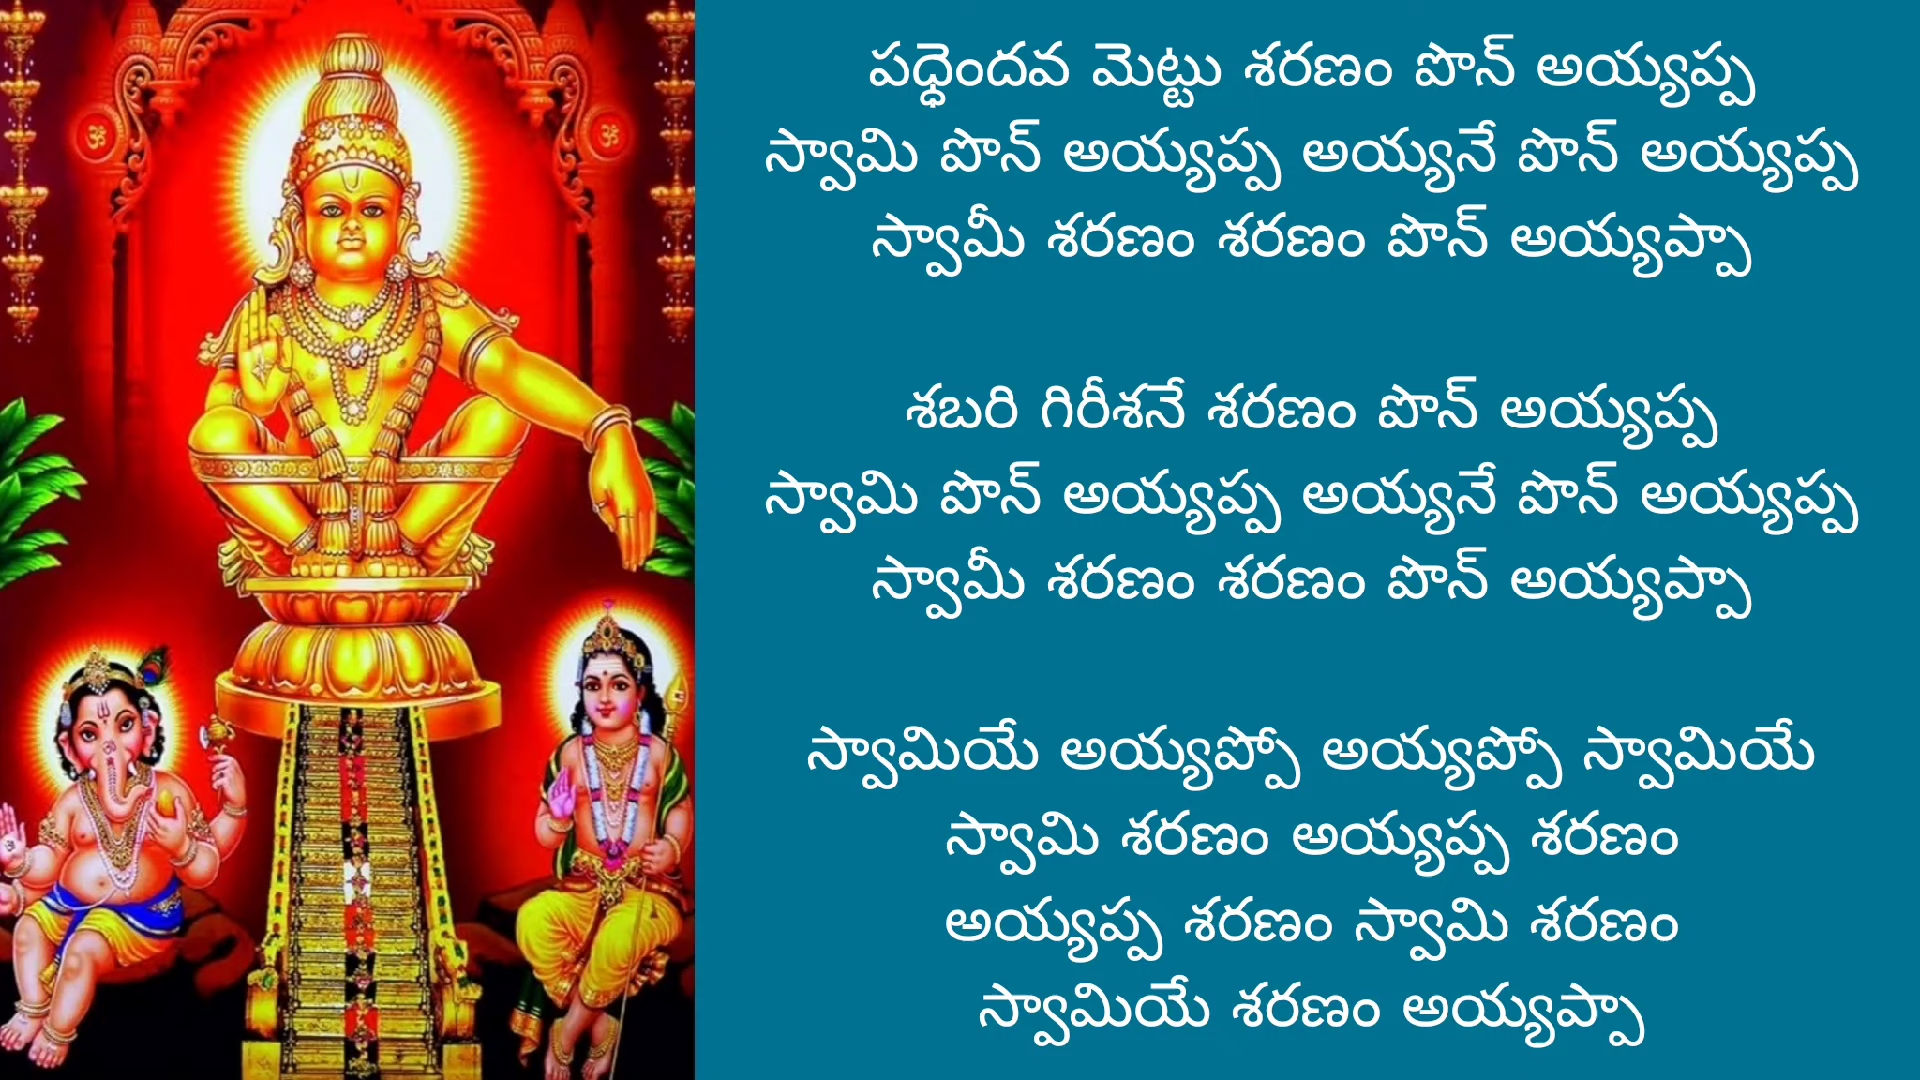 పధ్ధెందవ మెట్టు శరణం పొన్ అయ్యప్ప
స్వామి పొన్ అయ్యప్ప అయ్యనే పొన్ అయ్యప్ప
స్వామీ శరణం శరణం పొన్ అయ్యప్పా
శబరి గిరీశనే శరణం పొన్ అయ్యప్ప
స్వామి పొన్ అయ్యప్ప అయ్యనే పొన్ అయ్యప్ప
స్వామీ శరణం శరణం పొన్ అయ్యప్పా
స్వామియే అయ్యప్పో అయ్యప్పో స్వామియే
స్వామి శరణం అయ్యప్ప శరణం
అయ్యప్ప శరణం స్వామి శరణం
స్వామియే శరణం అయ్యప్పా